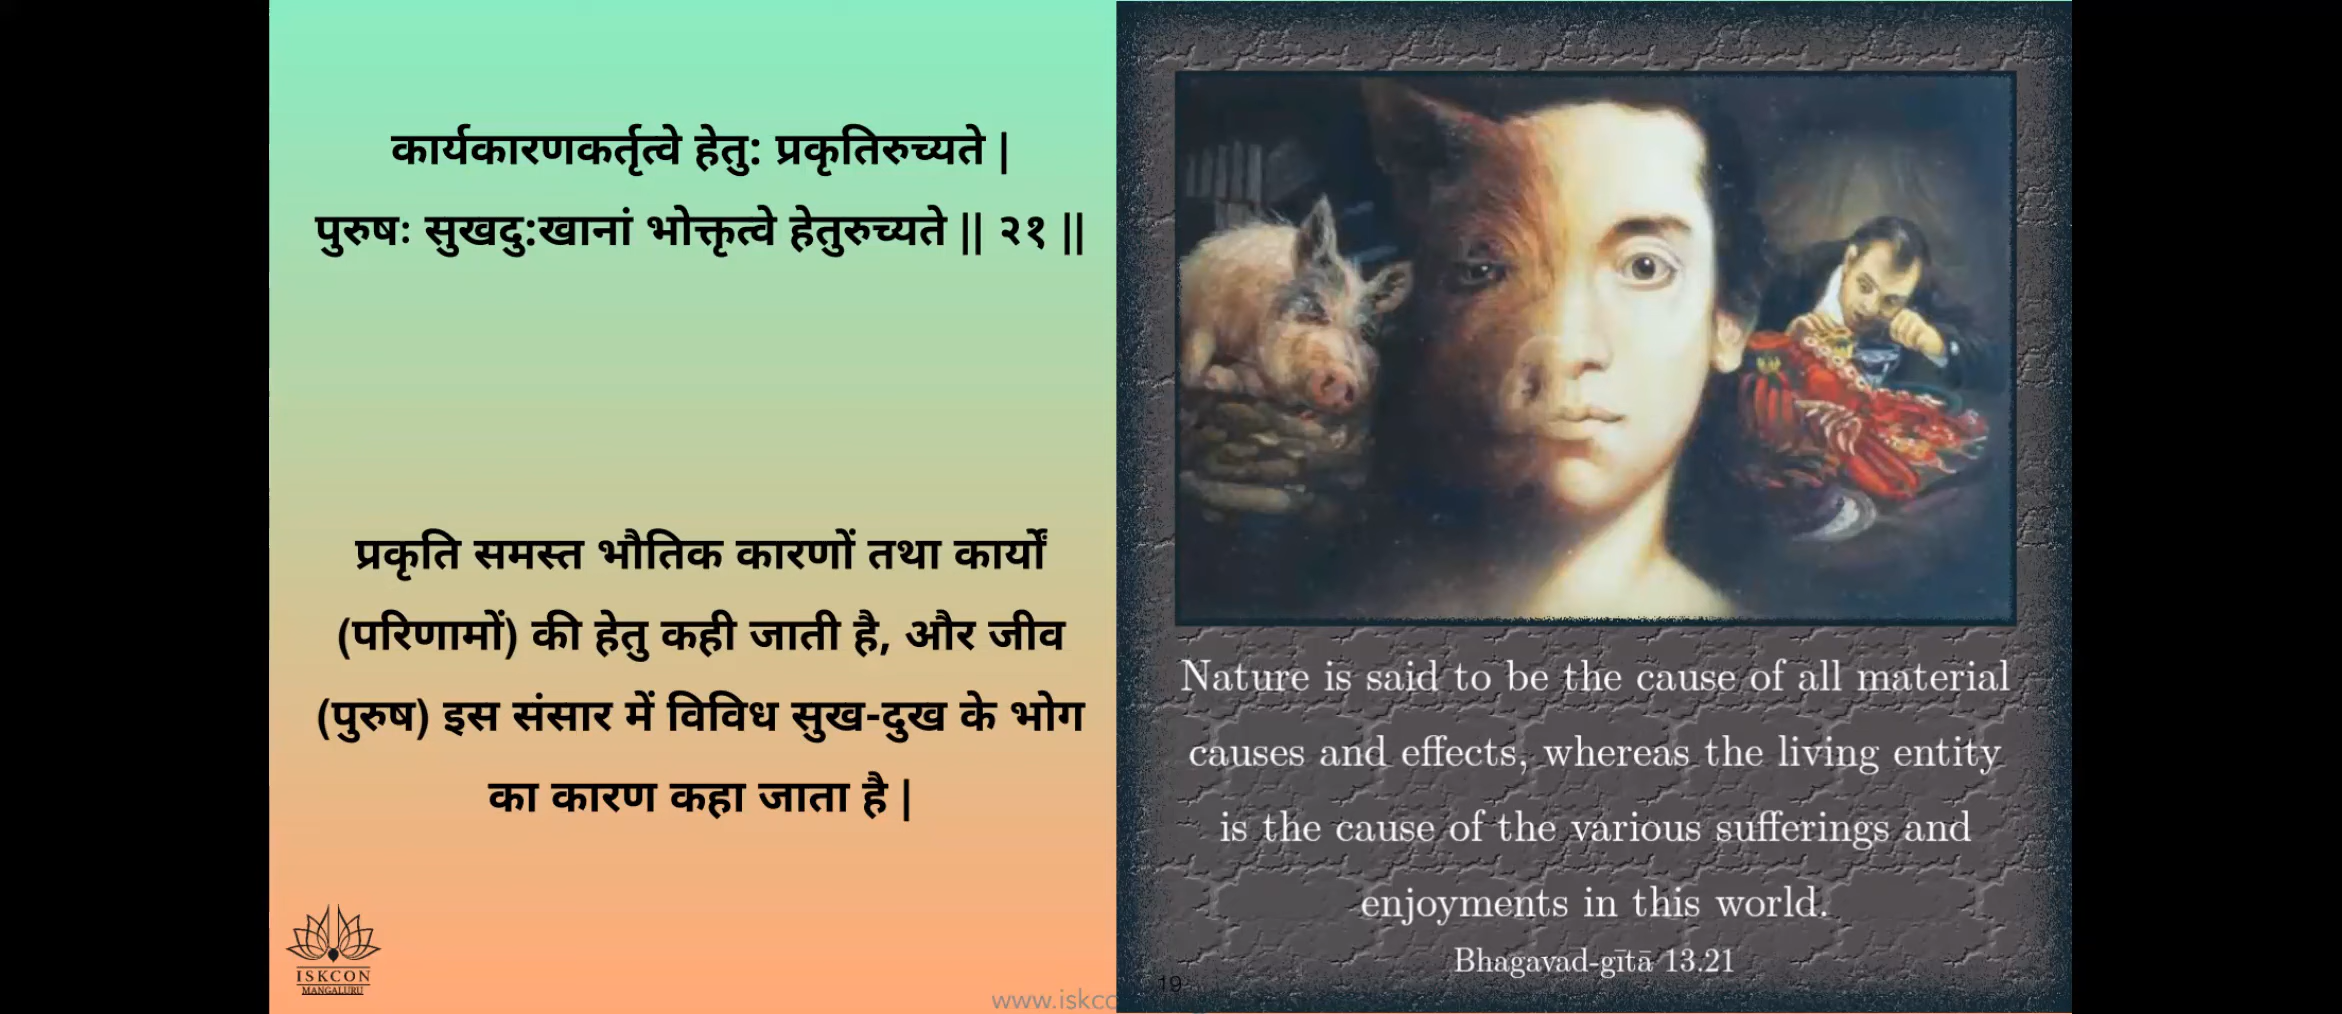 कार्यकारणकर्तृत्वे हेतु: प्रकृतिरुच्यते |
पुरुषः सुखदु:खानां भोक्तृत्वे हेतुरुच्यते || २१ ||
प्रकृति समस्त भौतिक कारणों तथा कार्यों
(परिणामों) की हेतु कही जाती है, और जीव
(पुरुष) इस संसार में विविध सुख-दुख के भोग
का कारण कहा जाता है |
ISKCON
MANGALURU
www.iskcc
Nature is said to be the cause of all material
causes and effects, whereas the living entity
is the cause of the various sufferings and
enjoyments in this world.
Bhagavad-gītā 13.21
19